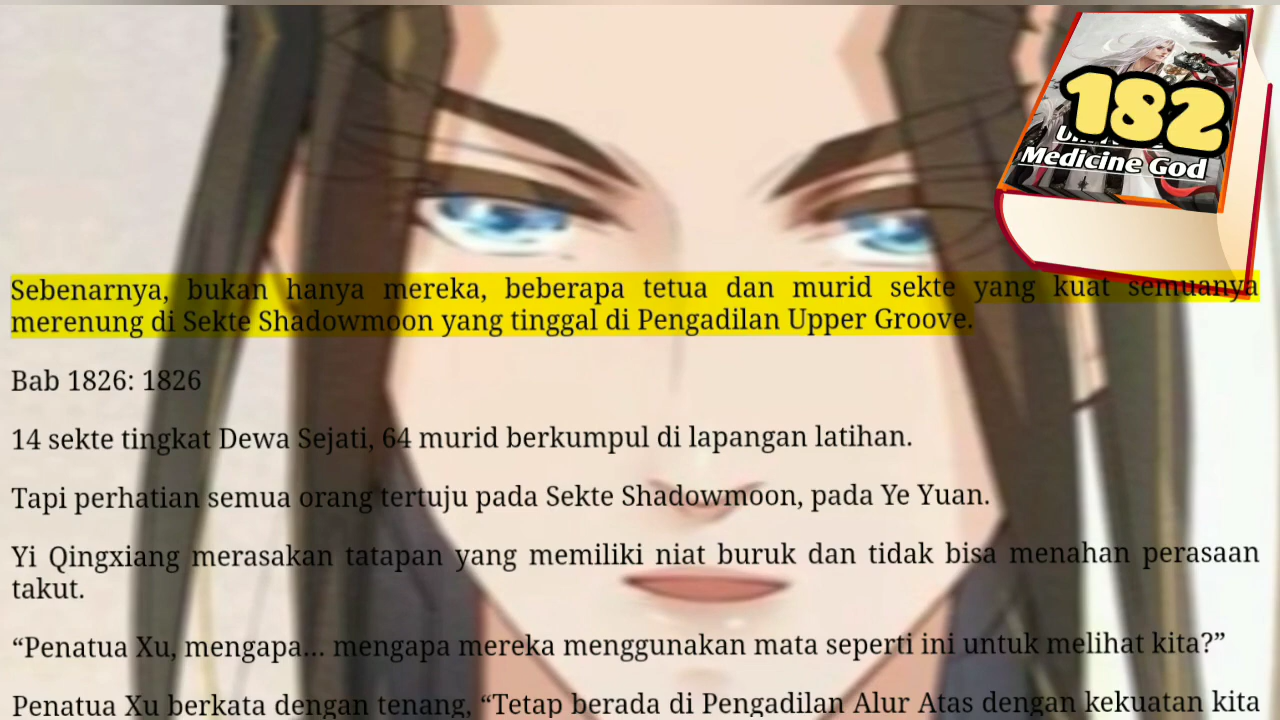 182
Medicine God
Sebenarnya, bukan hanya mereka, beberapa tetua dan murid sekte yang kuat semuanya
merenung di Sekte Shadowmoon yang tinggal di Pengadilan Upper Groove.
Bab 1826: 1826
14 sekte tingkat Dewa Sejati, 64 murid berkumpul di lapangan latihan.
Tapi perhatian semua orang tertuju pada Sekte Shadowmoon, pada Ye Yuan.
Yi Qingxiang merasakan tatapan yang memiliki niat buruk dan tidak bisa menahan perasaan
takut.
“Penatua Xu, mengapa... mengapa mereka menggunakan mata seperti ini untuk melihat kita?”
Penatua Xu berkata dengan tenang, “Tetap berada di Pengadilan Alur Atas dengan kekuatan kita